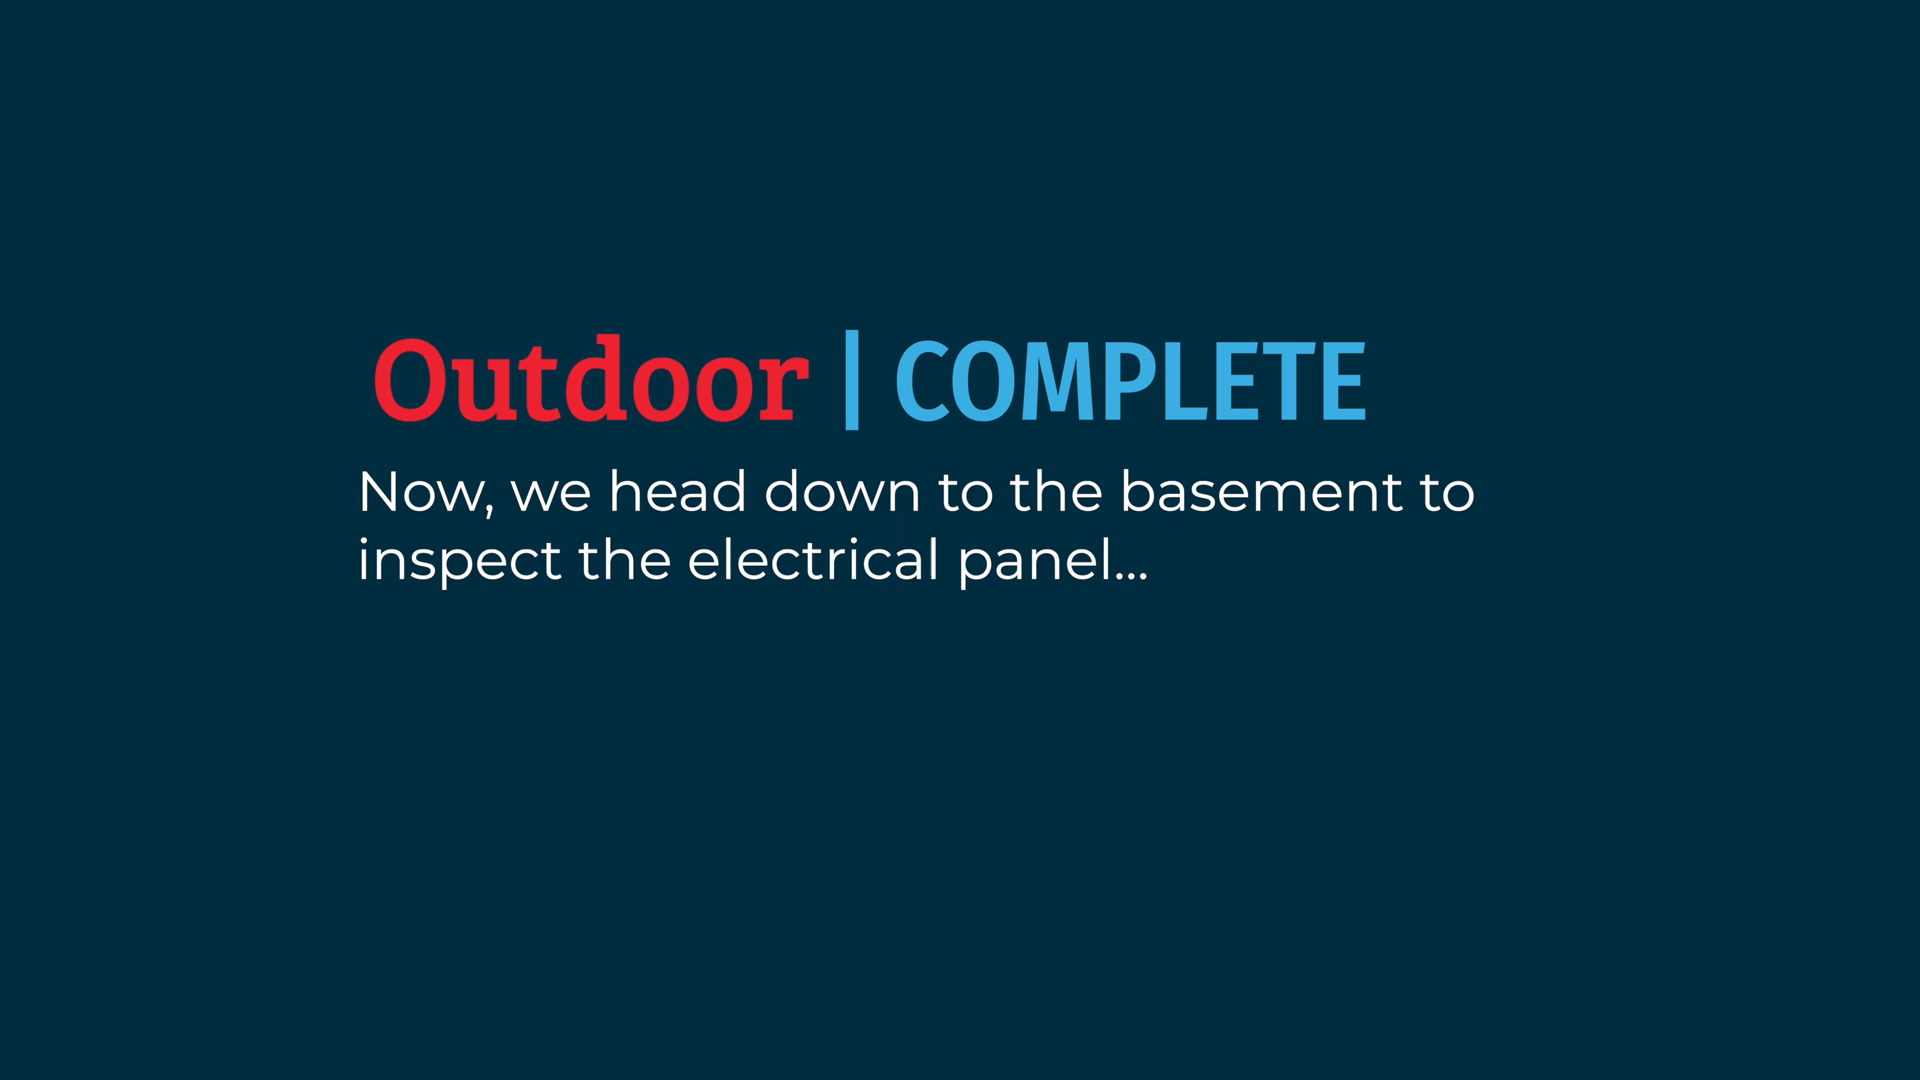 Outdoor | COMPLETE
Now, we head down to the basement to
inspect the electrical panel...